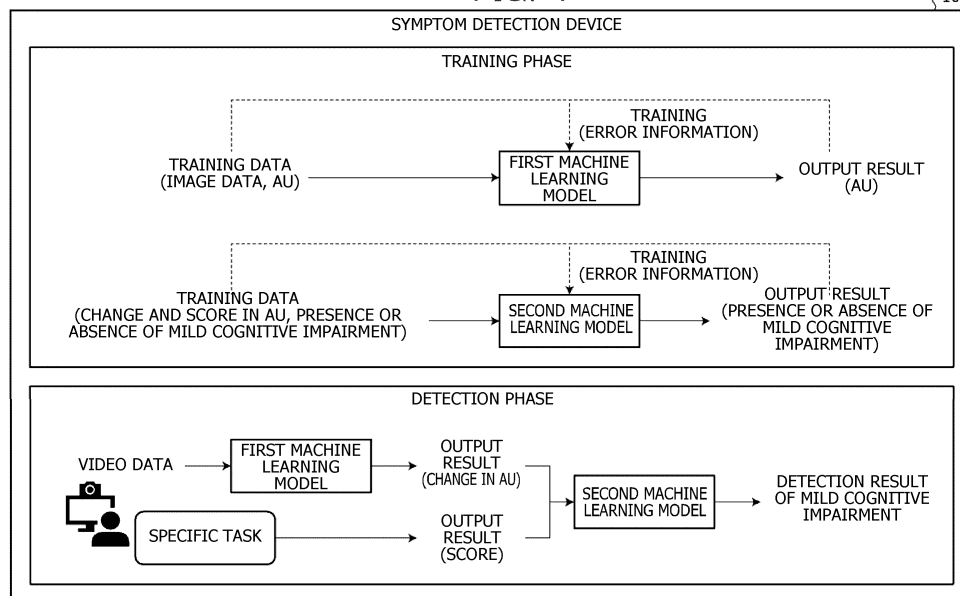 SYMPTOM DETECTION DEVICE
TRAINING PHASE
TRAINING
(ERROR INFORMATION)
TRAINING DATA
(IMAGE DATA, AU)
FIRST MACHINE
LEARNING
MODEL
OUTPUT RESULT
(AU)
TRAINING
(ERROR INFORMATION)
TRAINING DATA
(CHANGE AND SCORE IN AU, PRESENCE OR
ABSENCE OF MILD COGNITIVE IMPAIRMENT)
SECOND MACHINE
LEARNING MODEL
OUTPUT RESULT
(PRESENCE OR ABSENCE OF
MILD COGNITIVE
IMPAIRMENT)
DETECTION PHASE
VIDEO DATA
FIRST MACHINE
LEARNING
MODEL
OUTPUT
RESULT
(CHANGE IN AU)
SPECIFIC TASK
OUTPUT
RESULT
(SCORE)
SECOND MACHINE
LEARNING MODEL
DETECTION RESULT
OF MILD COGNITIVE
IMPAIRMENT